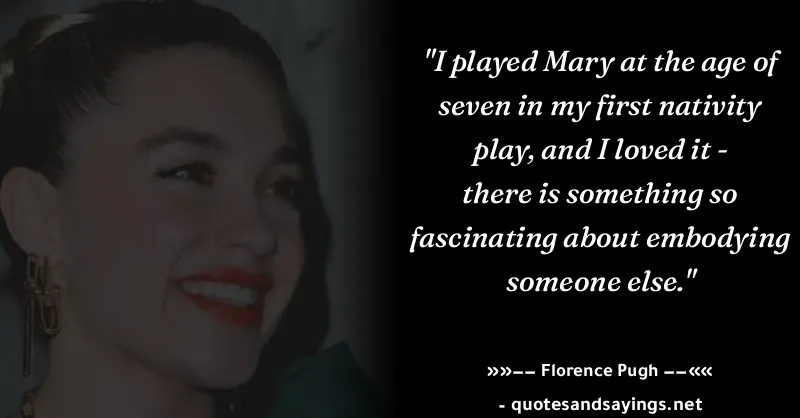 "I played Mary at the age of
seven in my first nativity
play, and I loved it -
there is something so
fascinating about embodying
someone else."
»»–– Florence Pugh ––««
- quotesandsayings.net